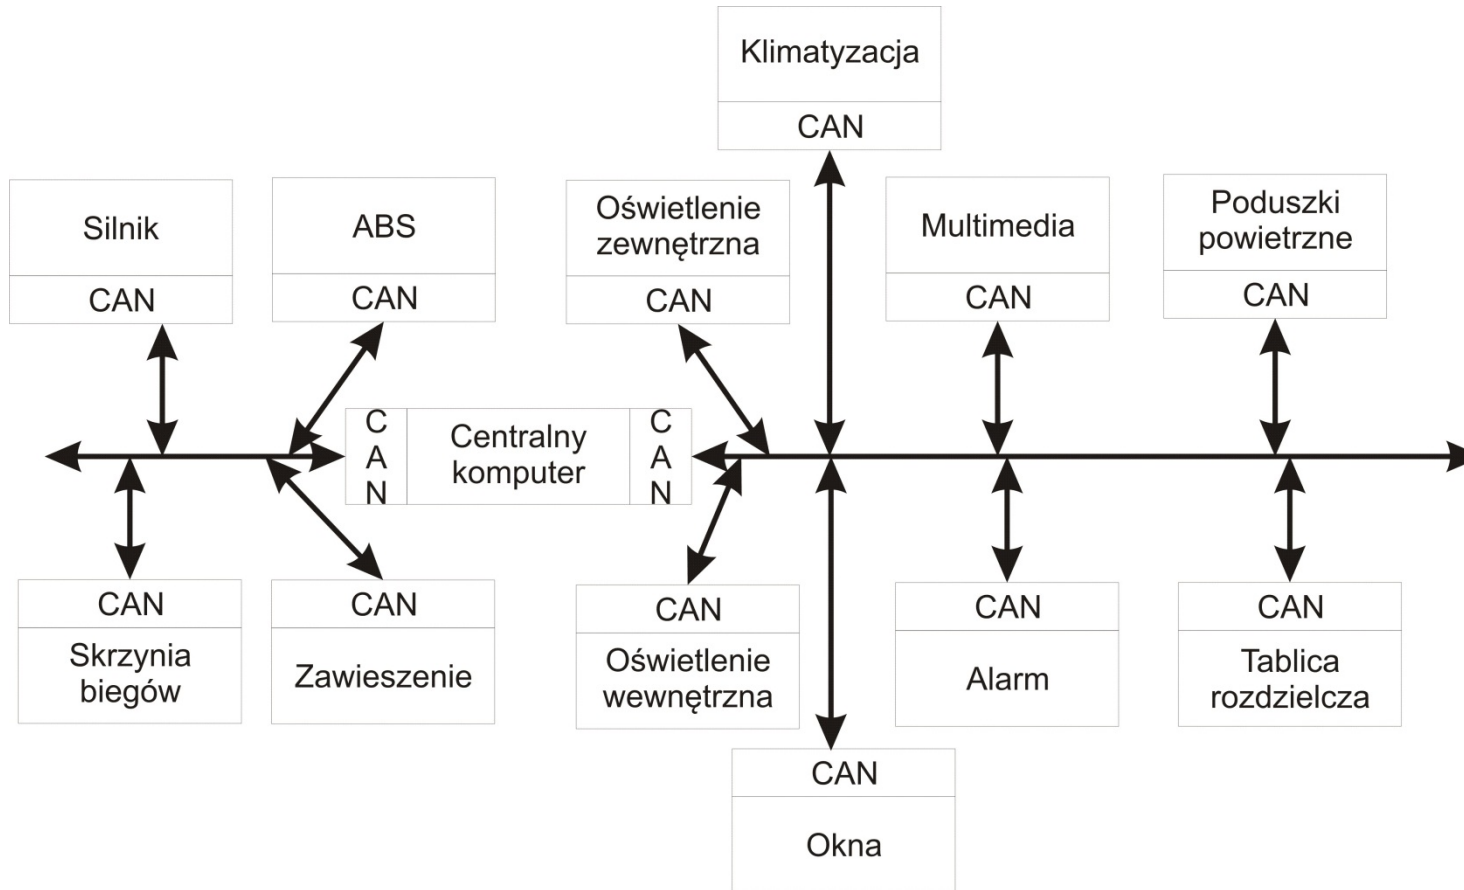 Klimatyzacja
CAN
Silnik
CAN
ABS
CAN
Oświetlenie
zewnętrzna
CAN
Multimedia
CAN
Poduszki
powietrzne
CAN
C
A
N
Centralny
komputer
C
A
N
CAN
Skrzynia
biegów
CAN
Zawieszenie
CAN
Oświetlenie
wewnętrzna
CAN
Alarm
CAN
Tablica
rozdzielcza
CAN
Okna